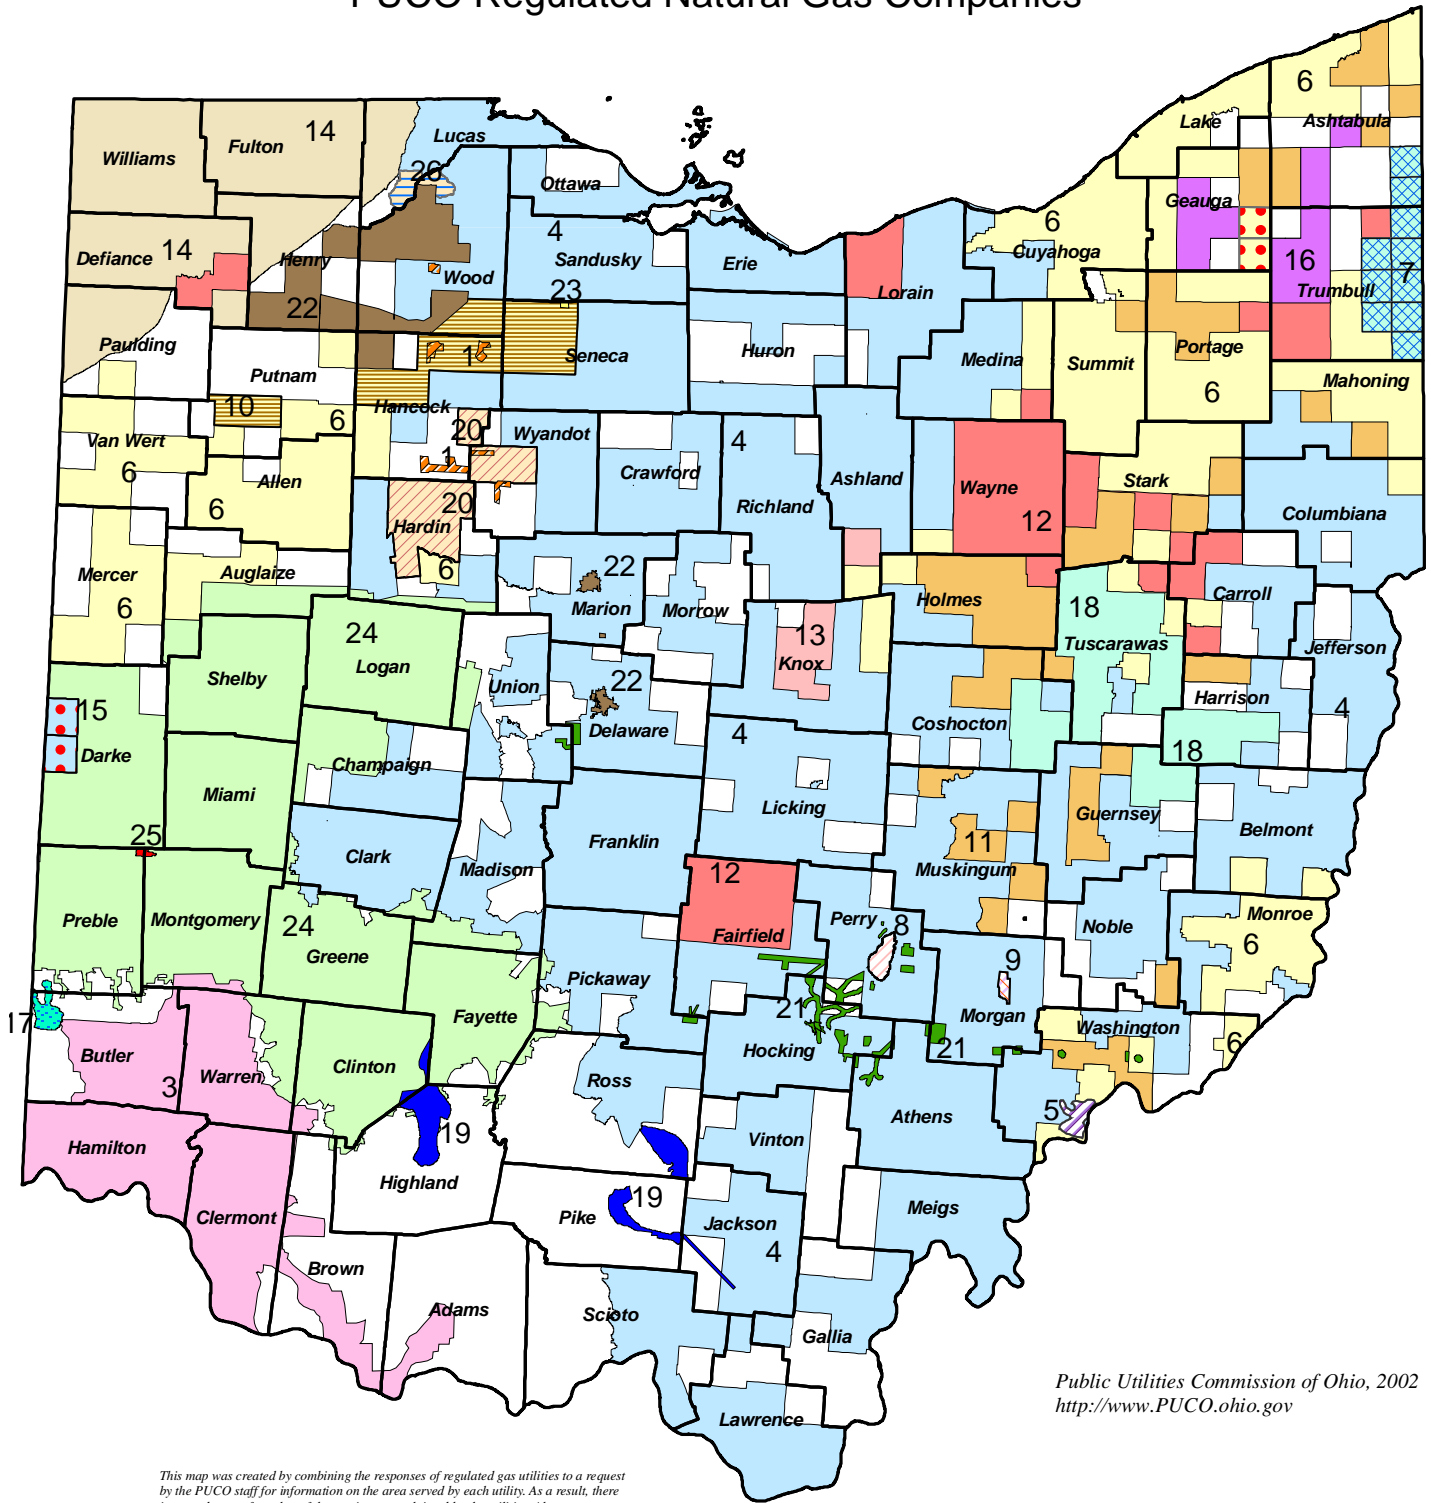 PUCO Regulated Natural Gas Companies
6
Lake
Ashtabula
Williams
Fulton
14
Lucas
26
Ottawa
Geauga
6
Cuyahoga
Defiance
14
Henry
Wood
4
Sandusky
Erie
Lorain
16
Trumbull
7
22
23
Paulding
Putnam
1
Seneca
Huron
Medina
Summit
Portage
6
Mahoning
10
6
Hancock
Van Wert
6
20
1
Wyandot
4
Crawford
Richland
Ashland
Wayne
12
Stark
Columbiana
Allen
6
20
Hardin
6
Mercer
6
Auglaize
22
Marion
Morrow
13
Knox
Holmes
18
Tuscarawas
Carroll
Jefferson
24
Logan
Shelby
Union
22
Delaware
4
Coshocton
Harrison
18
4
15
Darke
Champaign
Miami
Licking
Guernsey
Belmont
25
Clark
Franklin
Madison
12
11
Muskingum
Preble
Montgomery
24
Greene
Fairfield
Perry
8
Noble
Monroe
6
Pickaway
9
17
Fayette
21
Morgan
21
Washington
6
Butler
3
Warren
Clinton
Hocking
Ross
5
Athens
Hamilton
19
Vinton
Highland
19
Clermont
Pike
Jackson
4
Meigs
Brown
Adams
Scioto
Gallia
Lawrence
Public Utilities Commission of Ohio, 2002
http://www.PUCO.ohio.gov
This map was created by combining the responses of regulated gas utilities to a request
by the PUCO staff for information on the area served by each utility. As a result, there